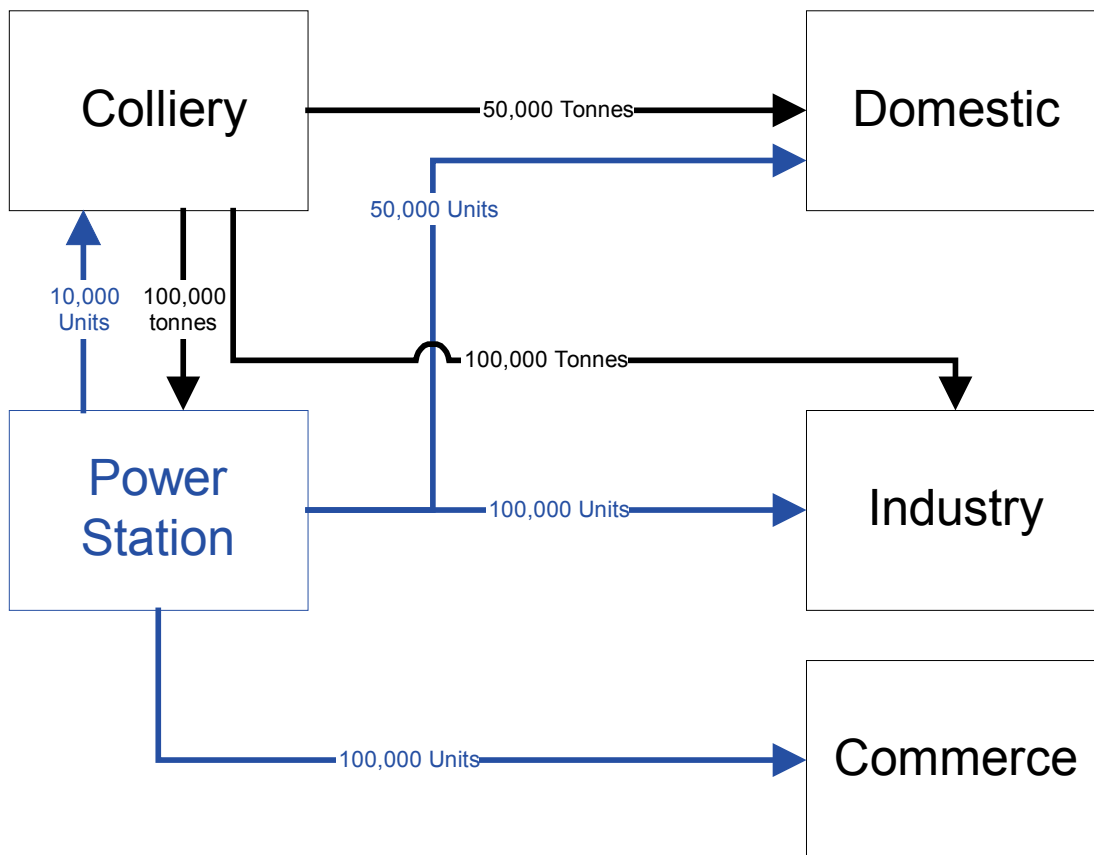 Colliery
50,000 Tonnes
Domestic
50,000 Units
10,000
Units
100,000
tonnes
100,000 Tonnes
Power
Station
100,000 Units
Industry
100,000 Units
Commerce